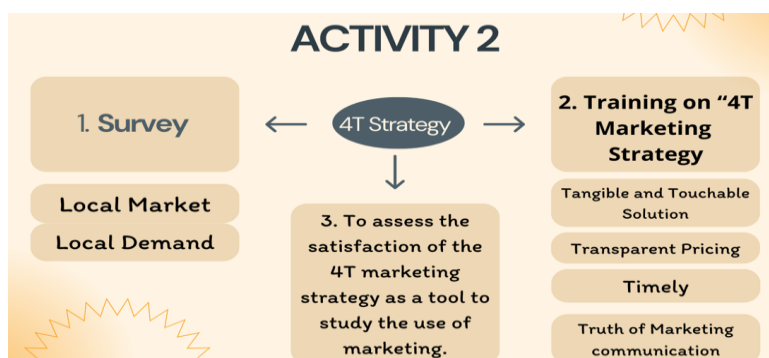 ACTIVITY 2
1. Survey
Local Market
Local Demand
4T Strategy
3. To assess the
satisfaction of the
4T marketing
strategy as a tool to
study the use of
marketing.
2. Training on “4T
Marketing
Strategy
Tangible and Touchable
Solution
Transparent Pricing
Timely
Truth of Marketing
communication